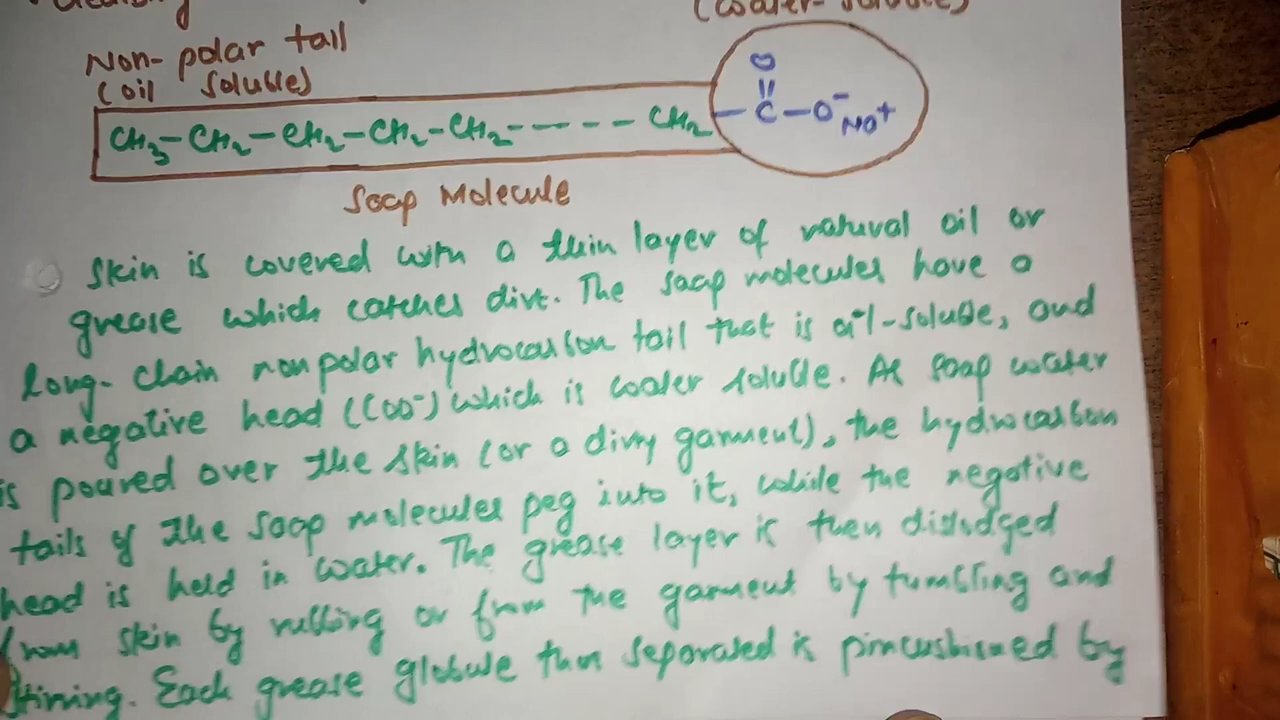 Cleansing
(water-soluble)
Non-polar tail
(oil soluble)
O
||
CH3-CH2-CH2-CH2-CH2----- CH2-C-O⁻Na⁺
Soap Molecule
Skin is covered with a thin layer of natural oil or
grease which catches dirt. The soap molecules have a
long-chain nonpolar hydrocarbon tail that is oil-soluble, and
a negative head (COO⁻) which is water soluble. As soap water
is poured over the skin (or a dirty garment), the hydrocarbon
tails of the soap molecules peg into it, while the negative
head is held in water. The grease layer is then dislodged
from skin by rubbing or from the garment by tumbling and
stirring. Each grease globule thus separated is pincushioned by